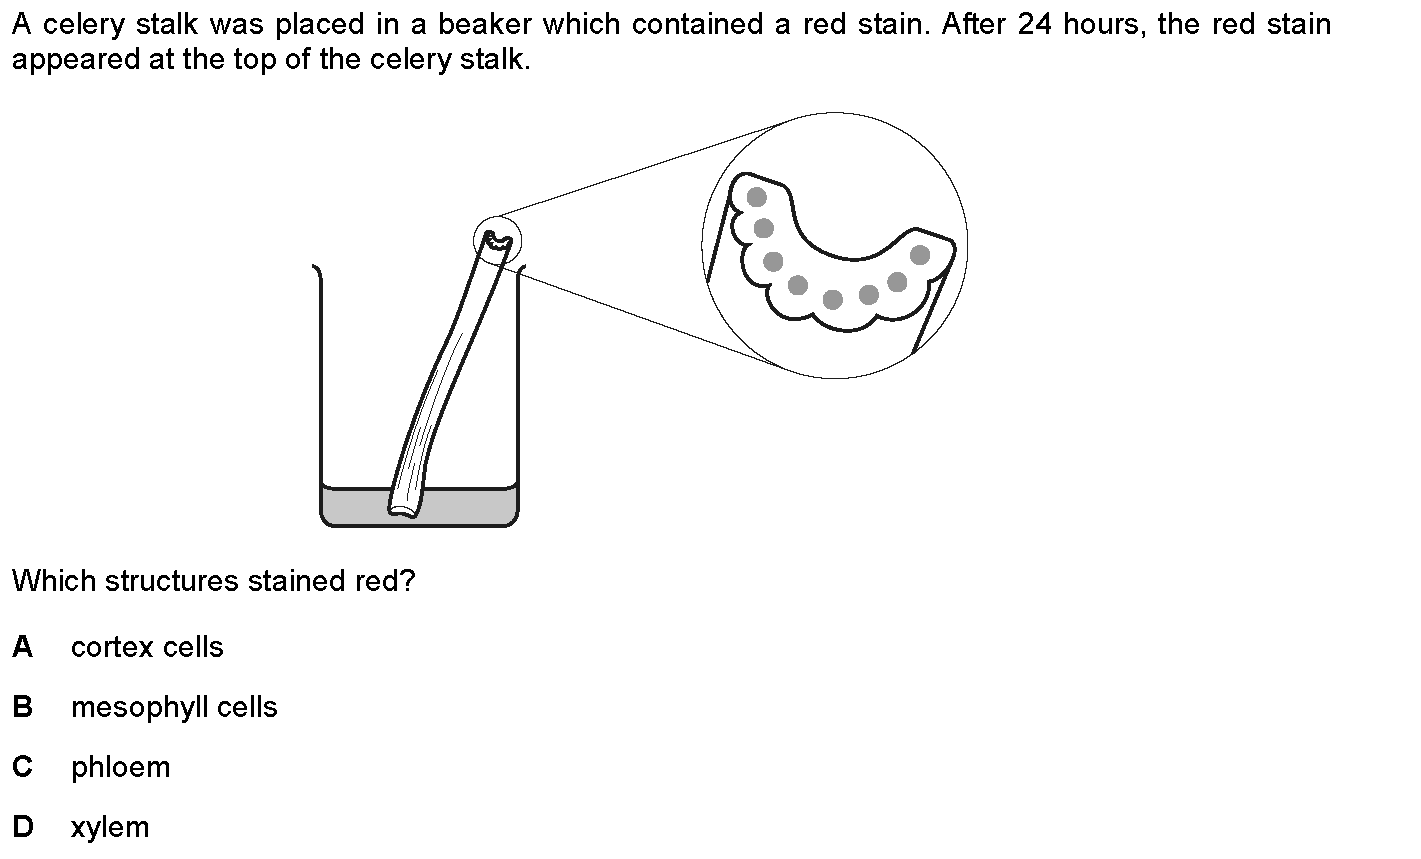 A celery stalk was placed in a beaker which contained a red stain. After 24 hours, the red stain
appeared at the top of the celery stalk.
Which structures stained red?
A cortex cells
B mesophyll cells
C phloem
D xylem